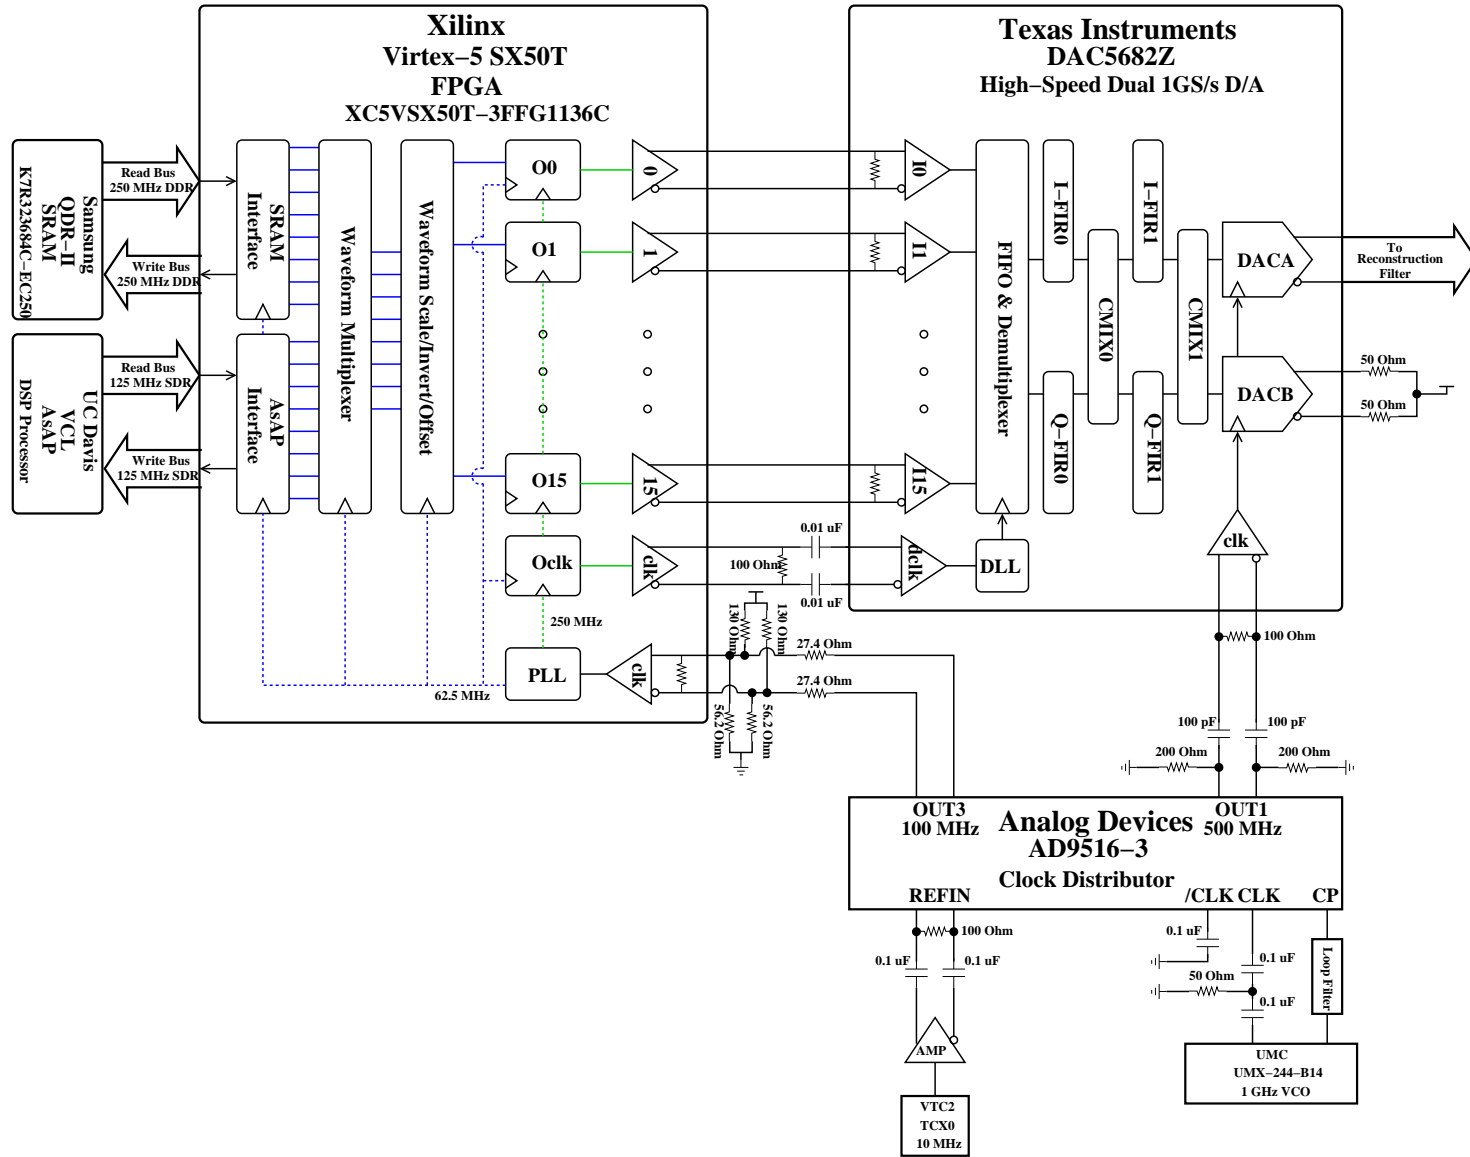 Xilinx
Virtex−5 SX50T
FPGA
XC5VSX50T−3FFG1136C
Texas Instruments
DAC5682Z
High−Speed Dual 1GS/s D/A
Samsung
QDR−II
SRAM
K7R323684C−EC250
Read Bus
250 MHz DDR
Write Bus
250 MHz DDR
UC Davis
VCL
AsAP
DSP Processor
Read Bus
125 MHz SDR
Write Bus
125 MHz SDR
SRAM
Interface
AsAP
Interface
Waveform Multiplexer
Waveform Scale/Invert/Offset
O0
O1
O15
Oclk
PLL
250 MHz
62.5 MHz
0
1
15
clk
clk
I0
I1
I15
dclk
DLL
FIFO & Demultiplexer
I−FIR0
Q−FIR0
CMIX0
I−FIR1
Q−FIR1
CMIX1
DACA
DACB
clk
To
Reconstruction
Filter
50 Ohm
50 Ohm
0.01 uF
100 Ohm
0.01 uF
130 Ohm
130 Ohm
27.4 Ohm
27.4 Ohm
56.2 Ohm
56.2 Ohm
100 Ohm
100 pF
100 pF
200 Ohm
200 Ohm
OUT3
100 MHz
OUT1
500 MHz
Analog Devices
AD9516−3
Clock Distributor
REFIN
/CLK
CLK
CP
100 Ohm
0.1 uF
0.1 uF
0.1 uF
0.1 uF
50 Ohm
0.1 uF
Loop Filter
AMP
VTC2
TCX0
10 MHz
UMC
UMX−244−B14
1 GHz VCO